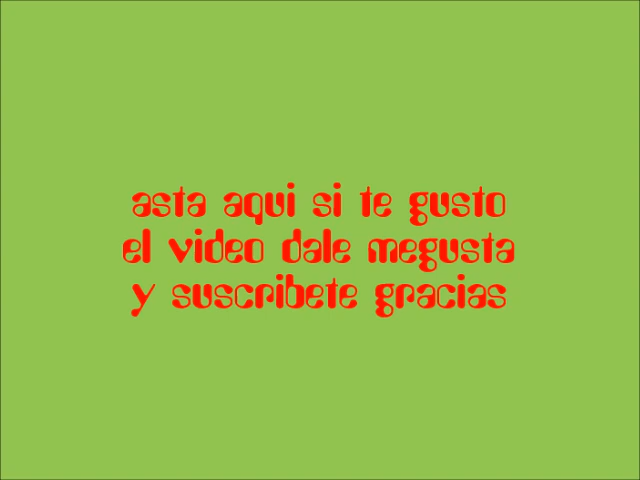 asta aqui si te gusto
el video dale megusta
y suscribete gracias